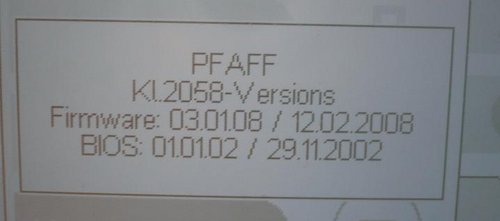 PFAFF
Kl.2058-Versions
Firmware: 03.01.08 / 12.02.2008
BIOS: 01.01.02 / 29.11.2002